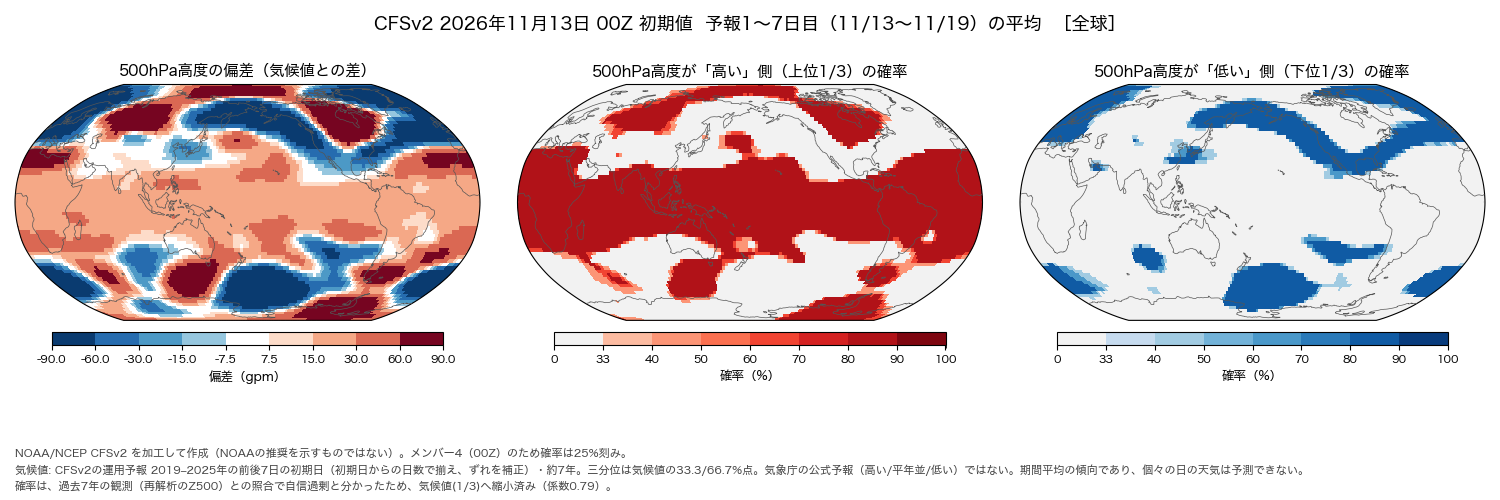 CFSv2 2026年11月13日 00Z 初期値 予報1～7日目（11/13～11/19）の平均 ［全球］
500hPa高度の偏差（気候値との差）
500hPa高度が「高い」側（上位1/3）の確率
500hPa高度が「低い」側（下位1/3）の確率
-90.0 -60.0 -30.0 -15.0 -7.5 7.5 15.0 30.0 60.0 90.0
偏差（gpm）
0 33 40 50 60 70 80 90 100
確率（%）
0 33 40 50 60 70 80 90 100
確率（%）
NOAA/NCEP CFSv2 を加工して作成（NOAAの推奨を示すものではない）。メンバー4（00Z）のため確率は25%刻み。
気候値: CFSv2の運用予報 2019–2025年の前後7日の初期日（初期日からの日数で揃え、ずれを補正）・約7年。三分位は気候値の33.3/66.7%点。気象庁の公式予報（高い/平年並/低い）ではない。期間平均の傾向であり、個々の日の天気は予測できない。
確率は、過去7年の観測（再解析のZ500）との照合で自信過剰と分かったため、気候値(1/3)へ縮小済み（係数0.79）。